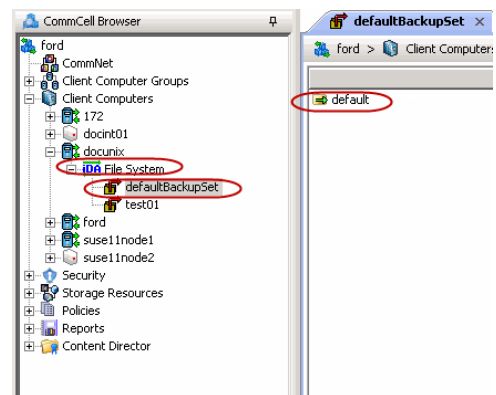 CommCell Browser
defaultBackupSet
ford
ford > Client Computers
CommNet
Client Computer Groups
Client Computers
default
172
docint01
docunix
iDA File System
defaultBackupSet
test01
ford
suse11node1
suse11node2
Security
Storage Resources
Policies
Reports
Content Director